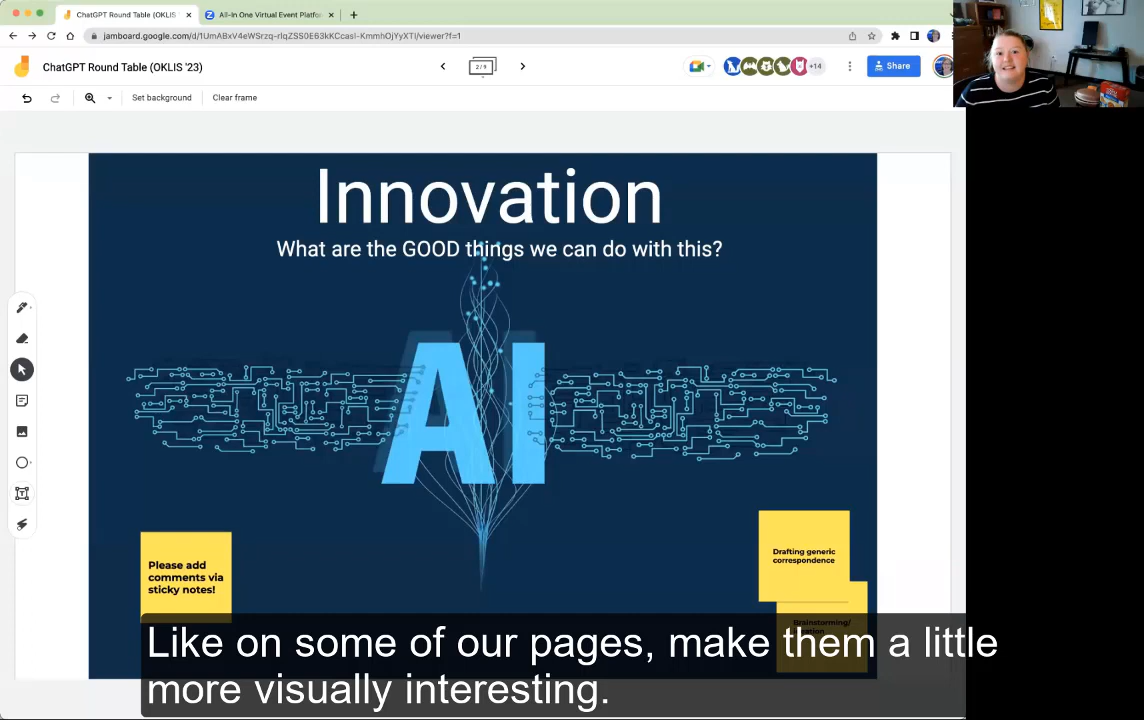 ChatGPT Round Table (OKLIS '
All-In One Virtual Event Platfo
jamboard.google.com/d/1UmABxV4eWSrzq-rIqZSS0E63kKCcasI-KmmhOjYyXTI/viewer?f=1
ChatGPT Round Table (OKLIS '23)
2/9
+14
Share
Set background
Clear frame
Innovation
What are the GOOD things we can do with this?
AI
Please add
comments via
sticky notes!
Drafting generic
correspondence
Brainstorming/
Like on some of our pages, make them a little
more visually interesting.